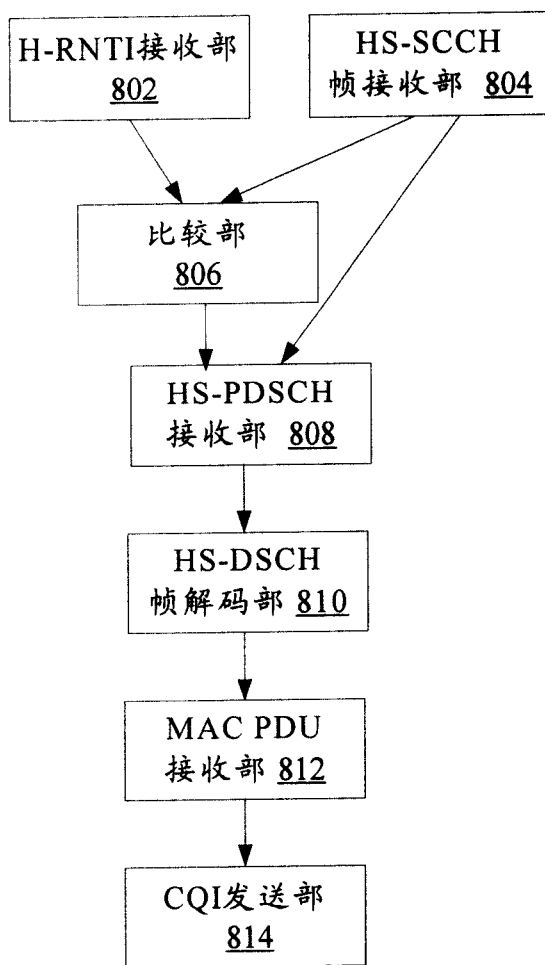 H-RNTI接收部
802
HS-SCCH
帧接收部 804
比较部
806
HS-PDSCH
接收部 808
HS-DSCH
帧解码部 810
MAC PDU
接收部 812
CQI发送部
814